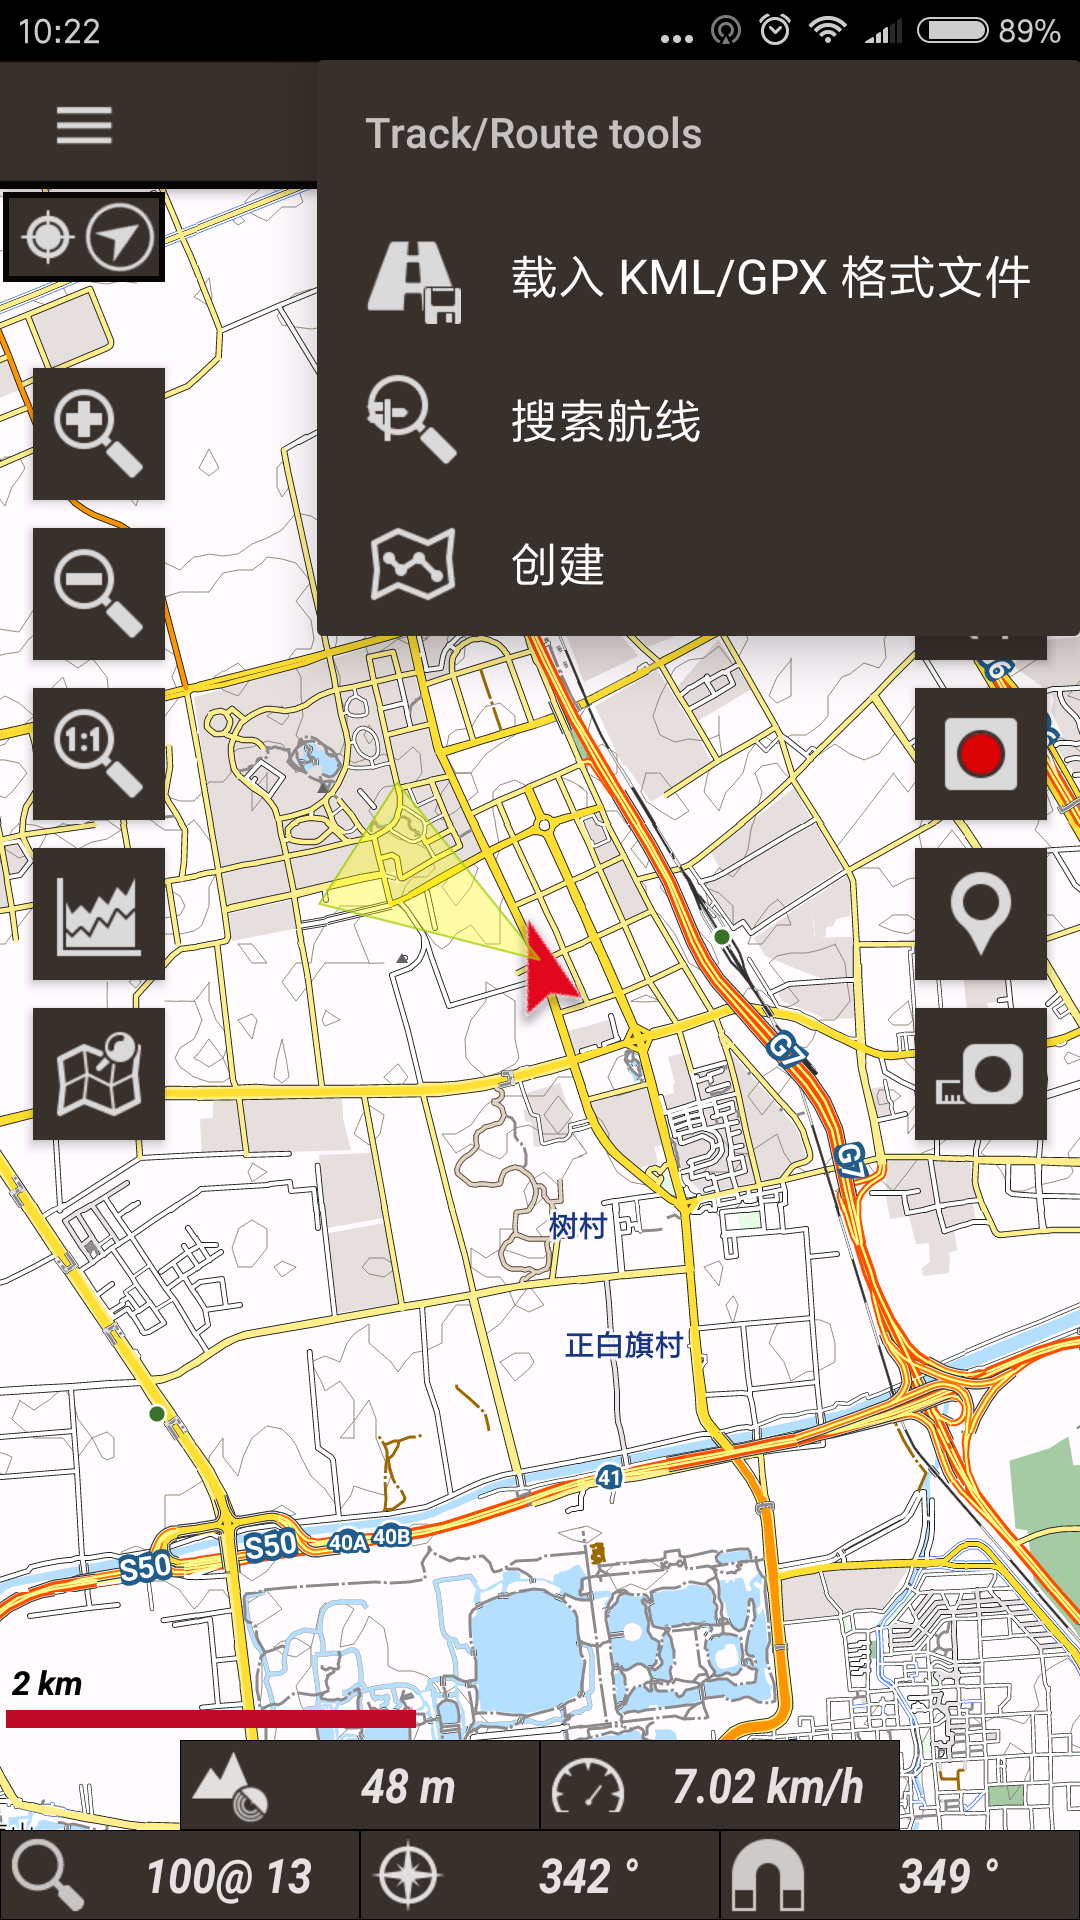 10:22
89%
Track/Route tools
载入 KML/GPX 格式文件
搜索航线
创建
1:1
G7
G7
树村
正白旗村
41
40B
40A
S50
S50
2 km
48 m
7.02 km/h
100@ 13
342 °
349 °